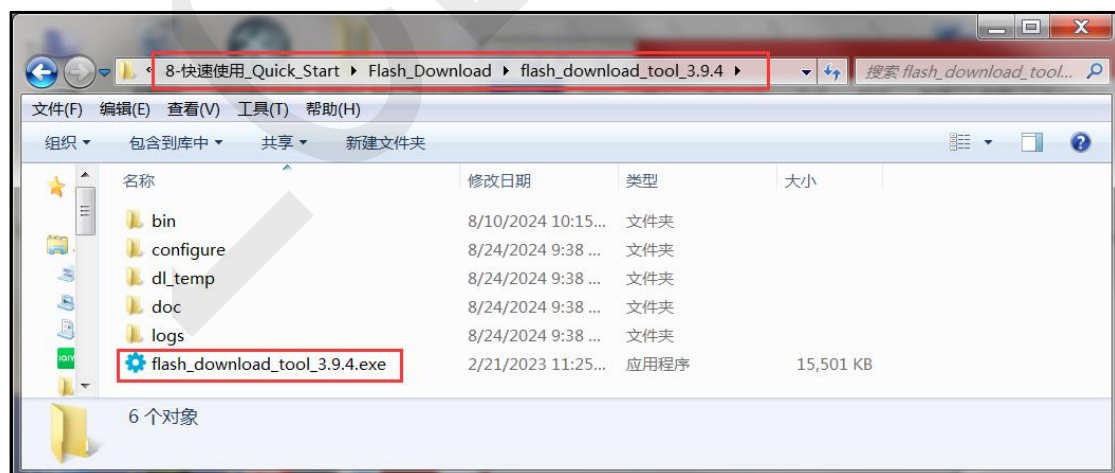 8-快速使用_Quick_Start ▸ Flash_Download ▸ flash_download_tool_3.9.4 ▸ 搜索 flash_download_tool...
文件(F) 编辑(E) 查看(V) 工具(T) 帮助(H)
组织 包含到库中 共享 新建文件夹
名称 修改日期 类型 大小
bin 8/10/2024 10:15... 文件夹
configure 8/24/2024 9:38 ... 文件夹
dl_temp 8/24/2024 9:38 ... 文件夹
doc 8/24/2024 9:38 ... 文件夹
logs 8/24/2024 9:38 ... 文件夹
flash_download_tool_3.9.4.exe 2/21/2023 11:25... 应用程序 15,501 KB
6 个对象